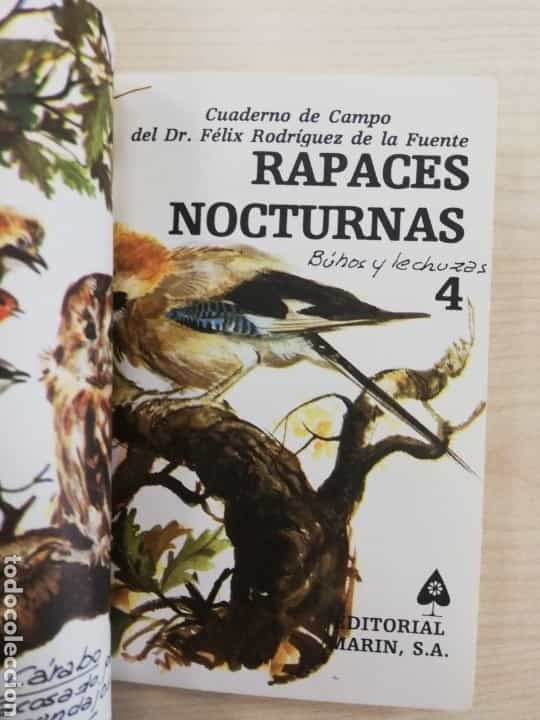 Cuaderno de Campo
del Dr. Félix Rodríguez de la Fuente
RAPACES
NOCTURNAS
Búhos y lechuzas
4
EDITORIAL
MARIN, S.A.
Cárabo
acosado
todocoleccion